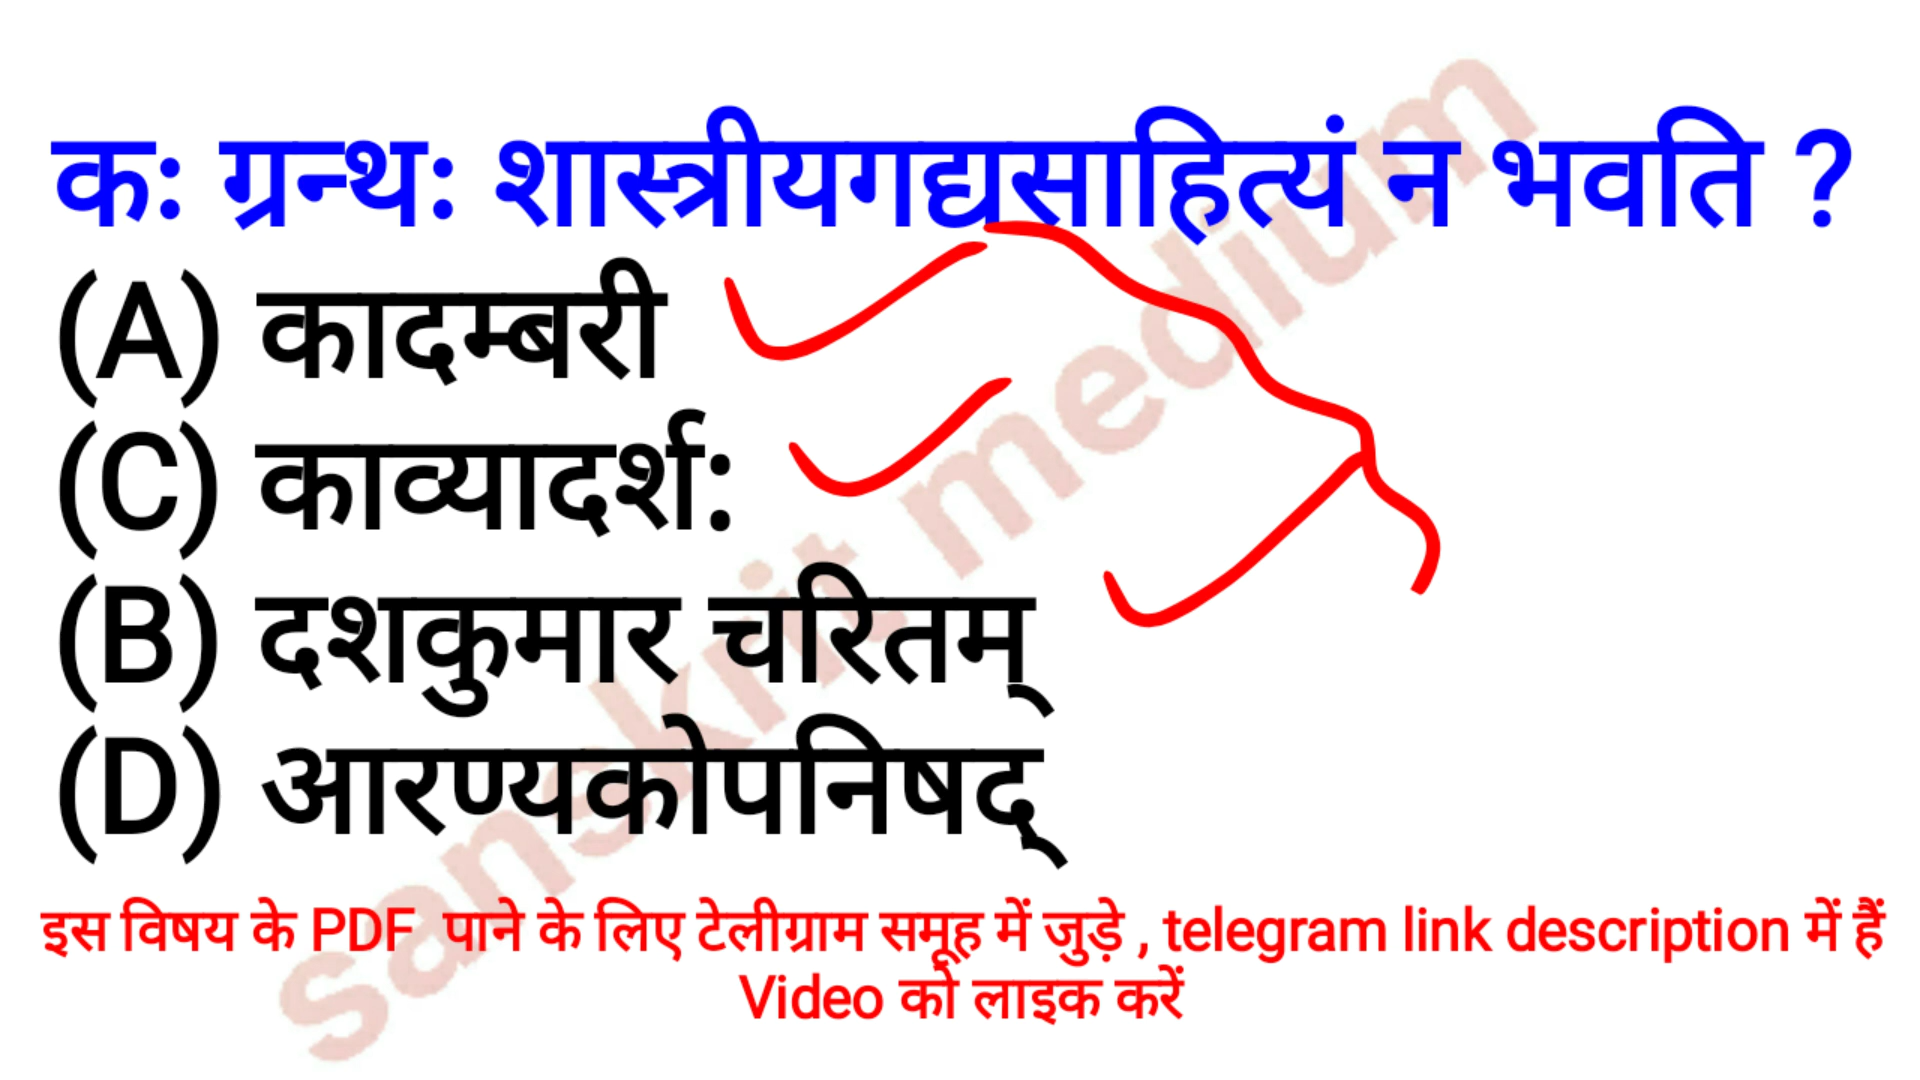 कः ग्रन्थः शास्त्रीयगद्यसाहित्यं न भवति ?
(A) कादम्बरी
(C) काव्यादर्श:
(B) दशकुमार चरितम्
(D) आरण्यकोपनिषद्
इस विषय के PDF पाने के लिए टेलीग्राम समूह में जुड़े , telegram link description में हैं
Video को लाइक करें
sanskrit medium